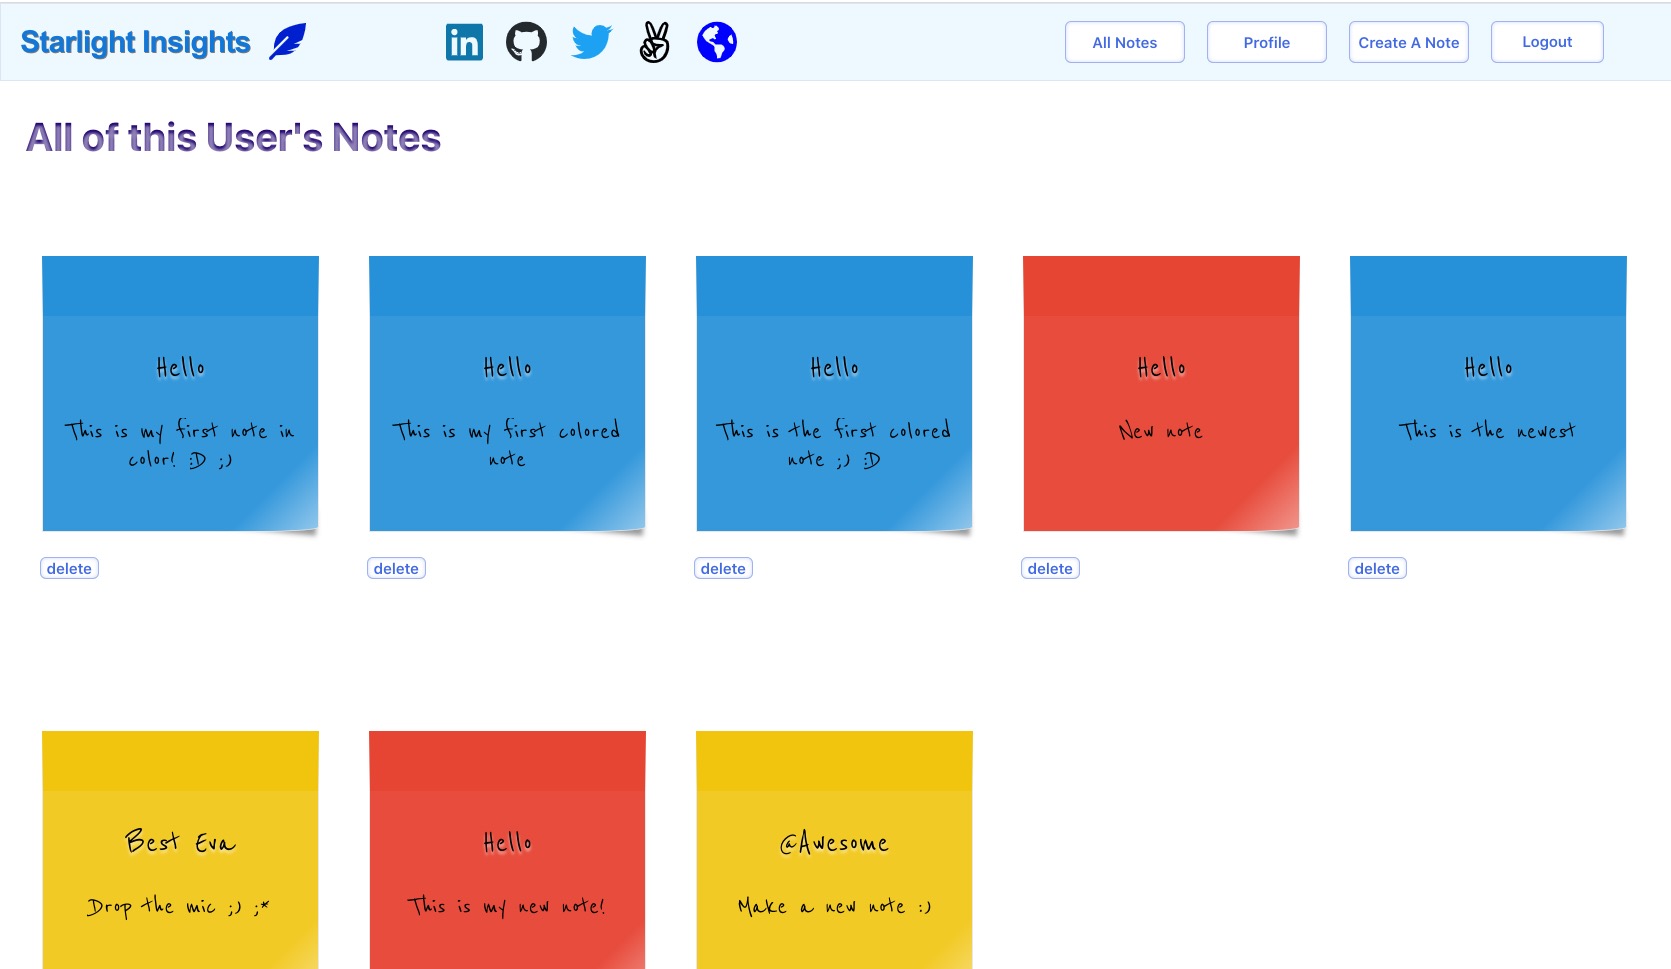 Starlight Insights
All Notes
Profile
Create A Note
Logout
All of this User's Notes
Hello
This is my first note in
color! :D ;)
delete
Hello
This is my first colored
note
delete
Hello
This is the first colored
note ;) :D
delete
Hello
New note
delete
Hello
This is the newest
delete
Best Eva
Drop the mic ;) ;*
Hello
This is my new note!
@Awesome
Make a new note :)